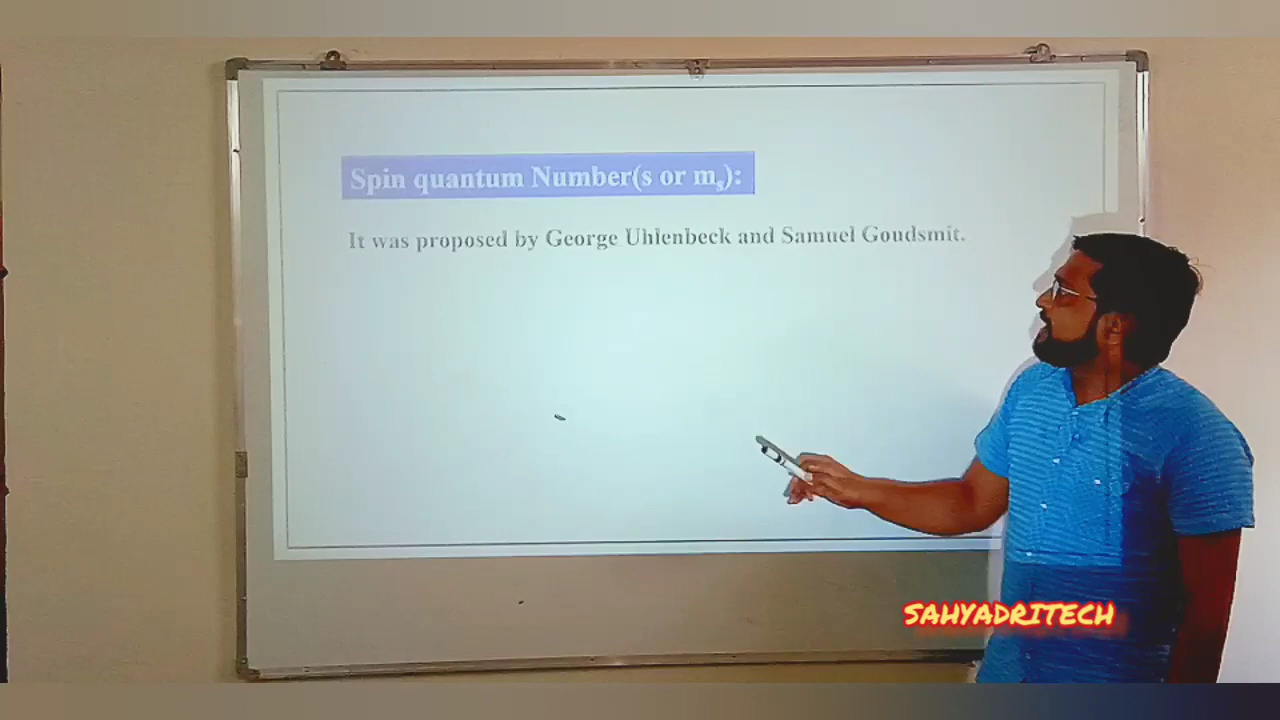 Spin quantum Number(s or mₛ):
It was proposed by George Uhlenbeck and Samuel Goudsmit.
SAHYADRITECH